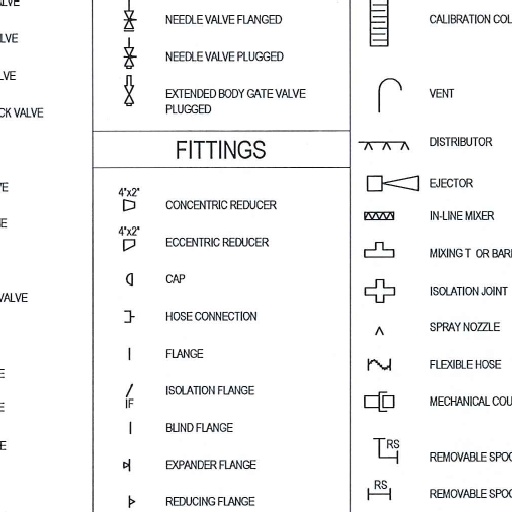 LVE
LVE
CK VALVE
VALVE
NEEDLE VALVE FLANGED
NEEDLE VALVE PLUGGED
EXTENDED BODY GATE VALVE
PLUGGED
FITTINGS
4"x2"
CONCENTRIC REDUCER
4"x2"
ECCENTRIC REDUCER
CAP
HOSE CONNECTION
FLANGE
IF
ISOLATION FLANGE
BLIND FLANGE
EXPANDER FLANGE
REDUCING FLANGE
CALIBRATION COL
VENT
DISTRIBUTOR
EJECTOR
IN-LINE MIXER
MIXING T OR BAR
ISOLATION JOINT
SPRAY NOZZLE
FLEXIBLE HOSE
MECHANICAL COU
RS
REMOVABLE SPOO
RS
REMOVABLE SPOO